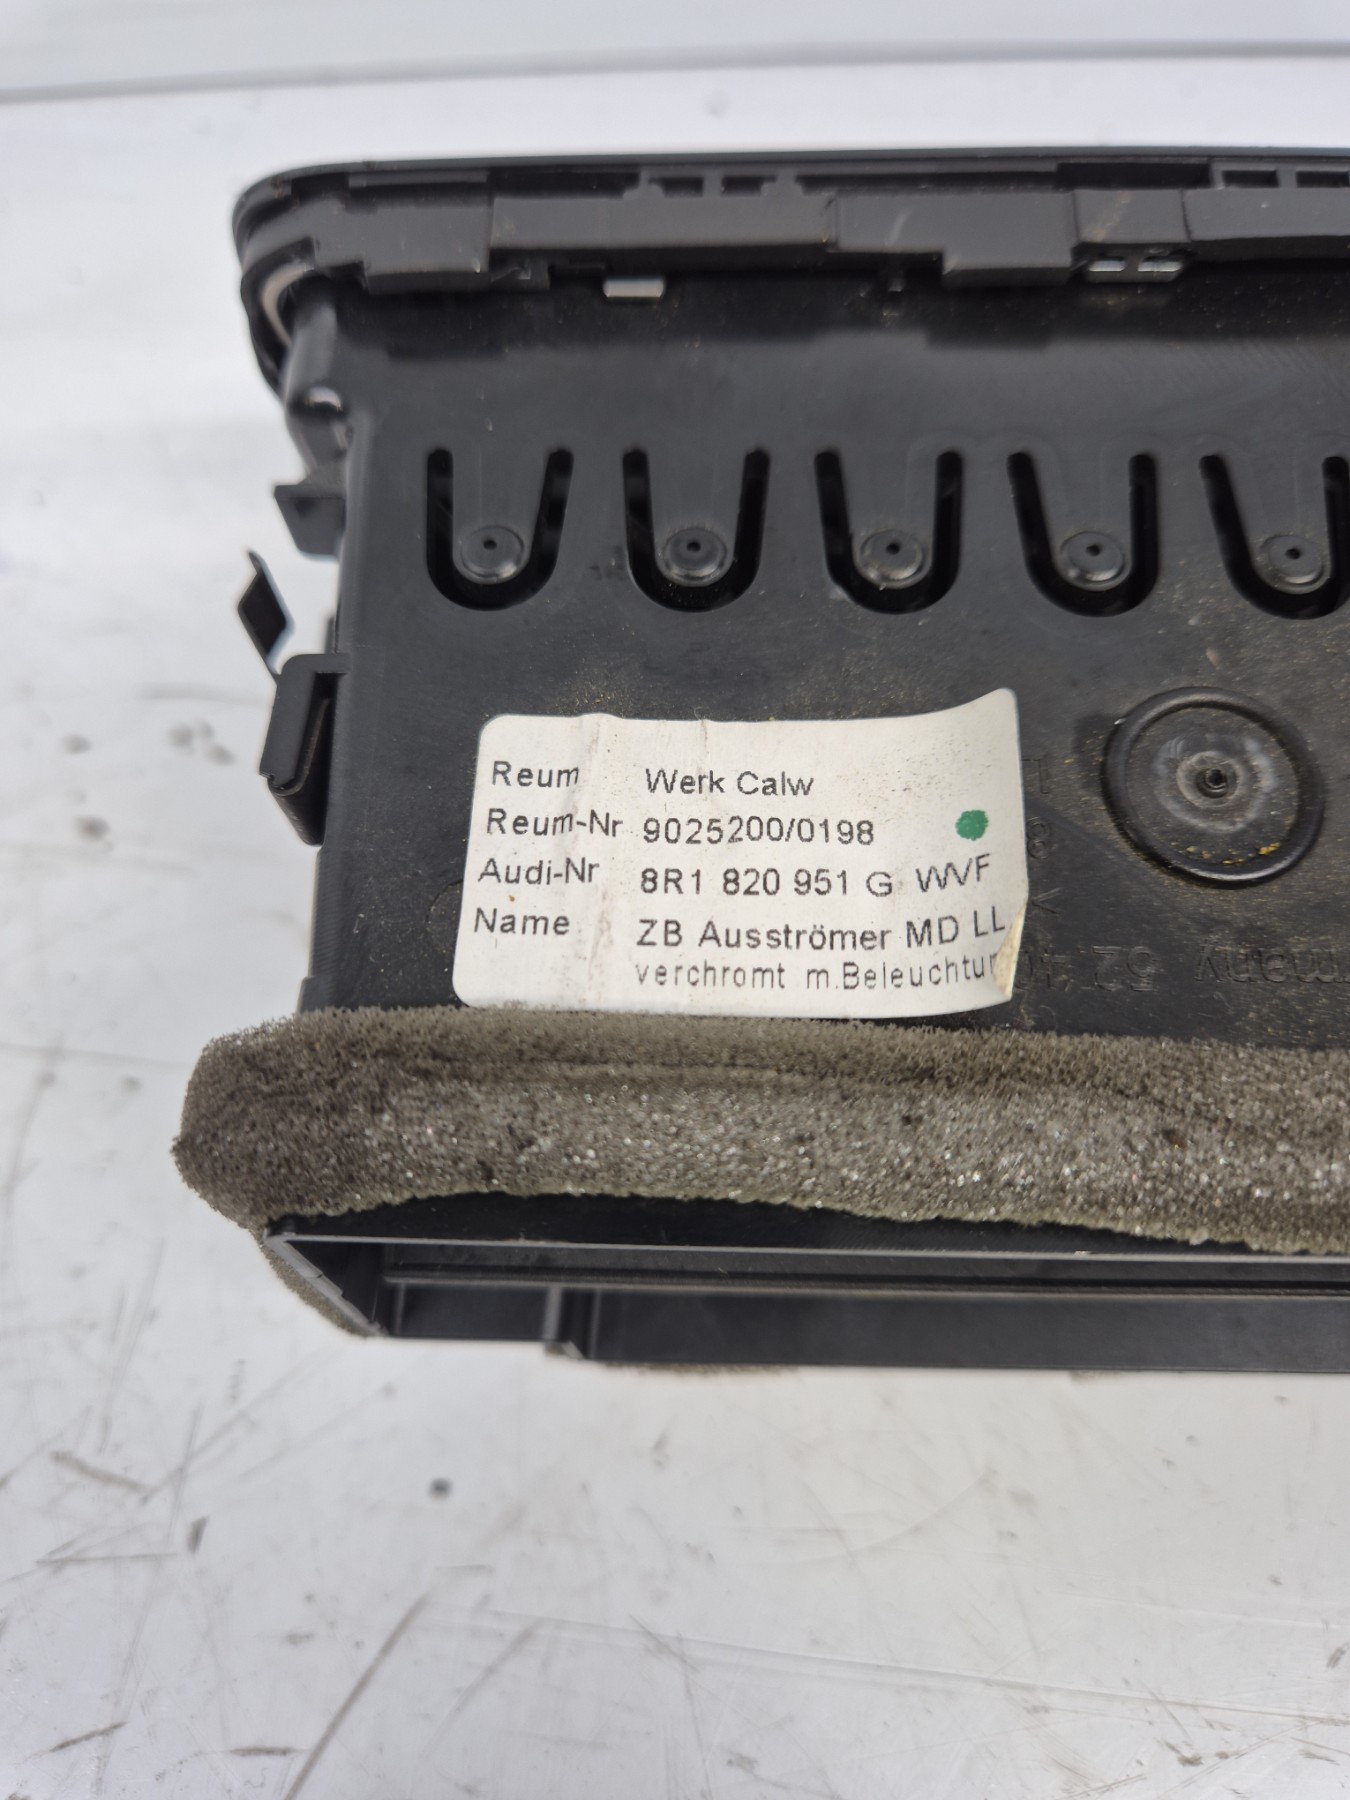 Reum Werk Calw
Reum-Nr 9025200/0198
Audi-Nr 8R1 820 951 G WVF
Name ZB Ausströmer MD LL
verchromt m.Beleuchtun